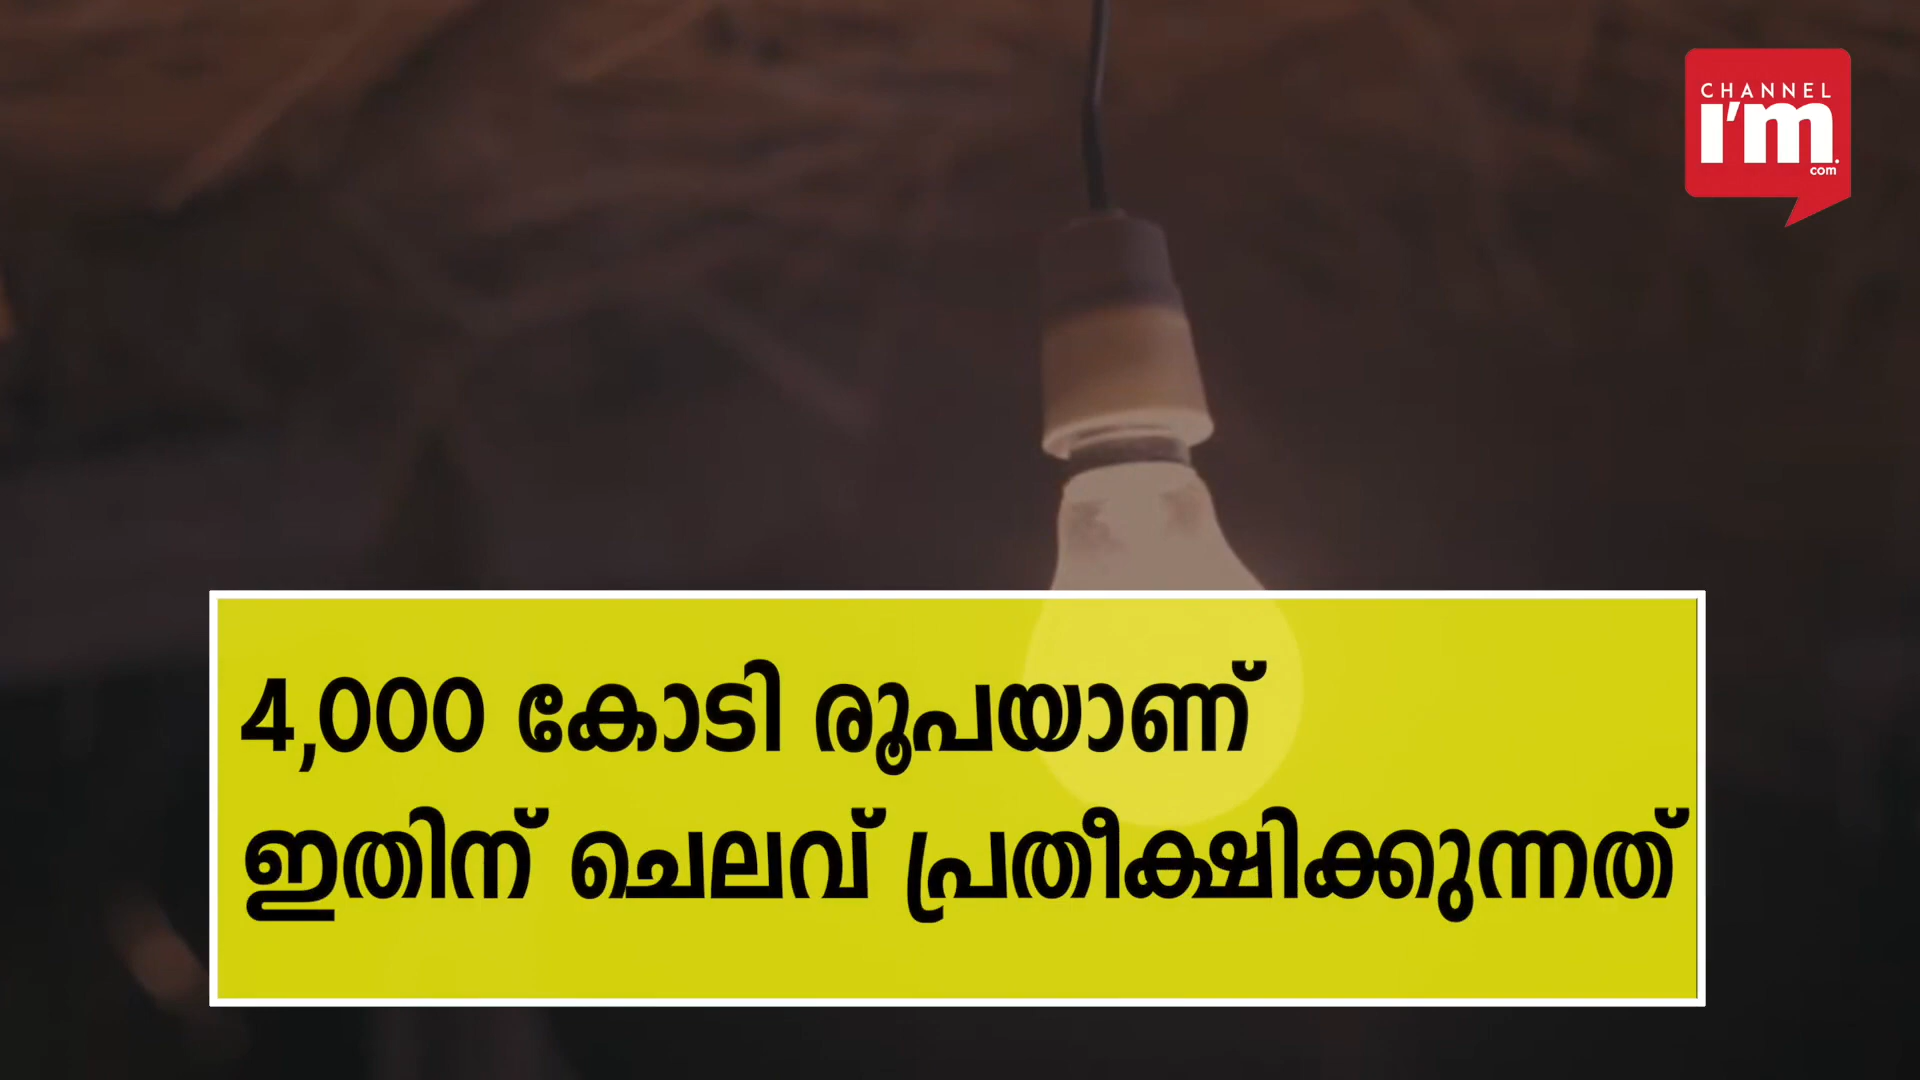 CHANNEL
I'M.
com
4,000 കോടി രൂപയാണ്
ഇതിന് ചെലവ് പ്രതീക്ഷിക്കുന്നത്